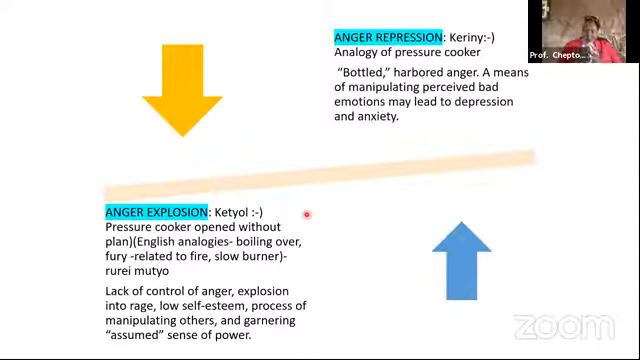 ANGER REPRESSION: Keriny:-)
Analogy of pressure cooker
“Bottled,” harbored anger. A means
of manipulating perceived bad
emotions may lead to depression
and anxiety.
Prof. Chepto...
ANGER EXPLOSION: Ketyol :-)
Pressure cooker opened without
plan)(English analogies- boiling over,
fury -related to fire, slow burner)-
rurei mutyo
Lack of control of anger, explosion
into rage, low self-esteem, process of
manipulating others, and garnering
“assumed” sense of power.
zoom